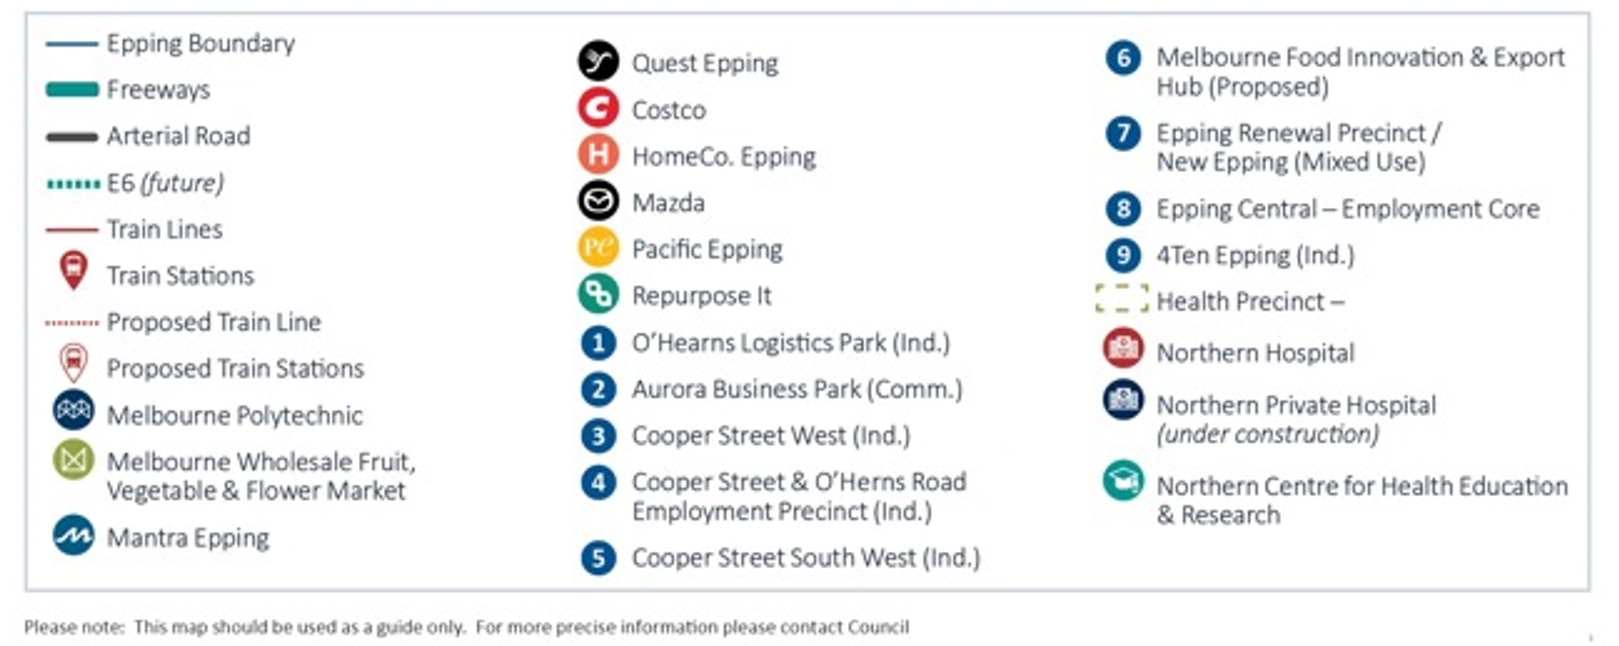 Epping Boundary
Freeways
Arterial Road
E6 (future)
Train Lines
Train Stations
Proposed Train Line
Proposed Train Stations
Melbourne Polytechnic
Melbourne Wholesale Fruit,
Vegetable & Flower Market
Mantra Epping
Quest Epping
C Costco
H HomeCo. Epping
Mazda
Pe Pacific Epping
Repurpose It
1 O'Hearns Logistics Park (Ind.)
2 Aurora Business Park (Comm.)
3 Cooper Street West (Ind.)
4 Cooper Street & O'Herns Road
Employment Precinct (Ind.)
5 Cooper Street South West (Ind.)
6 Melbourne Food Innovation & Export
Hub (Proposed)
7 Epping Renewal Precinct /
New Epping (Mixed Use)
8 Epping Central – Employment Core
9 4Ten Epping (Ind.)
Health Precinct –
Northern Hospital
Northern Private Hospital
(under construction)
Northern Centre for Health Education
& Research
Please note: This map should be used as a guide only. For more precise information please contact Council